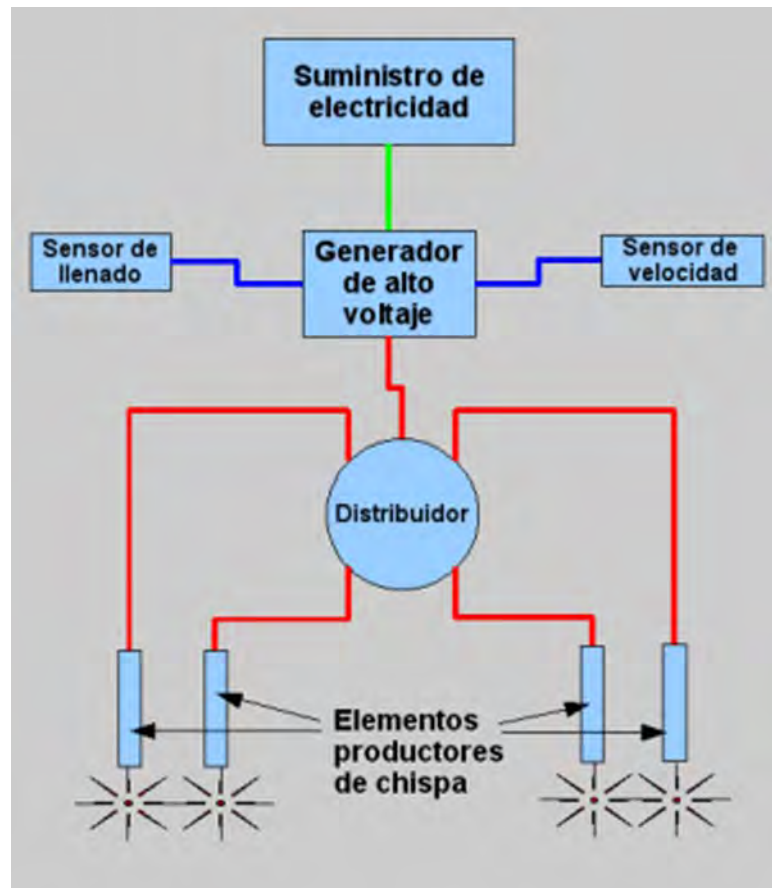 Suministro de
electricidad
Sensor de
llenado
Generador
de alto
voltaje
Sensor de
velocidad
Distribuidor
Elementos
productores
de chispa